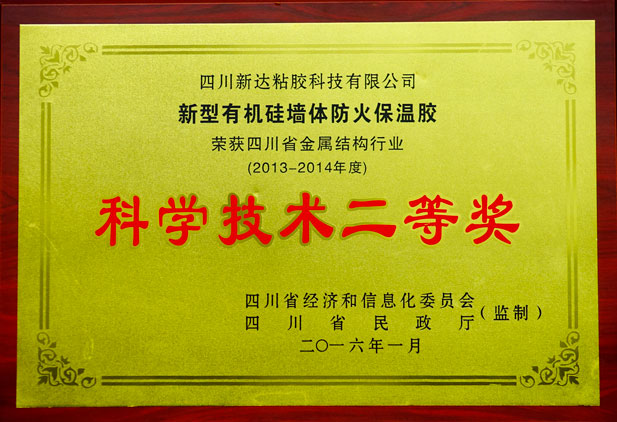 四川新达粘胶科技有限公司
新型有机硅墙体防火保温胶
荣获四川省金属结构行业
(2013-2014年度)
科学技术二等奖
四川省经济和信息化委员会
四川省民政厅(监制)
二〇一六年一月